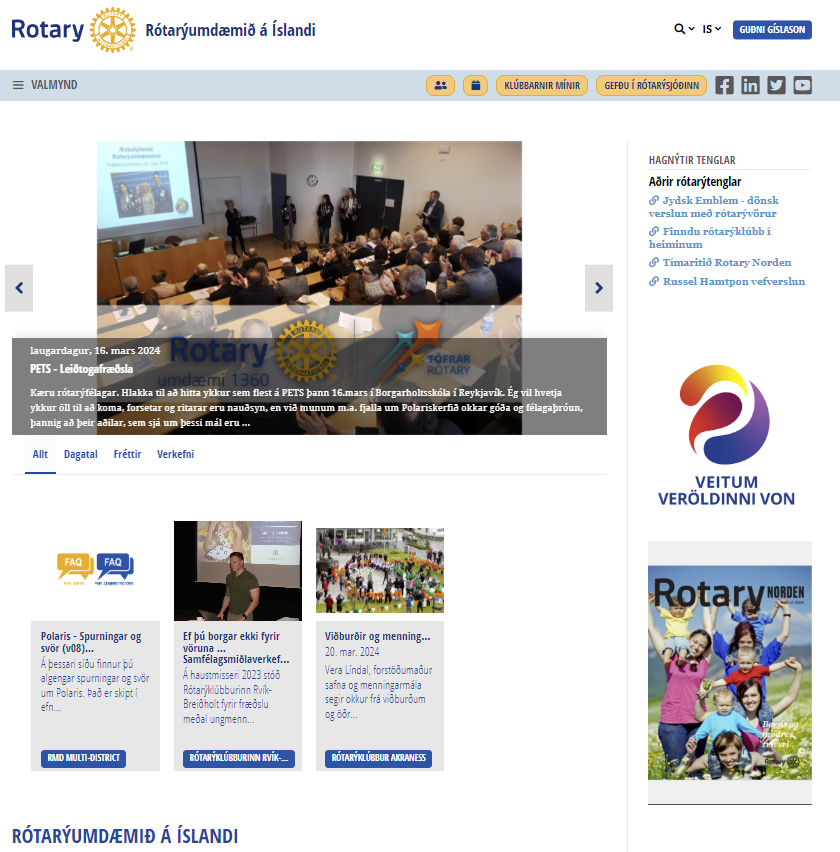 Rotary
Rótarýumdæmið á Íslandi
IS
GUÐNI GÍSLASON
VALMYND
KLÚBBARNIR MÍNIR
GEFÐU Í RÓTARÝSJÓÐINN
laugardagur, 16. mars 2024
PETS - Leiðtogafræðsla
Kæru rótarýfélagar. Hlakka til að hitta ykkur sem flest á PETS þann 16.mars í Borgarholtsskóla í Reykjavík. Ég vil hvetja
ykkur öll til að koma, forsetar og ritarar eru nauðsyn, en við munum m.a. fjalla um Polariskerfið okkar góða og félagaþróun,
þannig að þeir aðilar, sem sjá um þessi mál eru ...
Rotary
umdæmi 1360
TÖFRAR
RÓTARÝ
Allt
Dagatal
Fréttir
Verkefni
FAQ
FAQ
Polaris - Spurningar og
svör (v08)...
Á þessari síðu finnur þú
algengar spurningar og svör
um Polaris. Það er skipt í
efn...
RMD MULTI-DISTRICT
Ef þú borgar ekki fyrir
vöruna ...
Samfélagsmiðlaverkef...
Á haustmisseri 2023 stóð
Rótarýklúbburinn Rvík-
Breiðholt fyrir fræðslu
meðal ungmenn...
RÓTARÝKLÚBBURINN RVÍK-...
Viðburðir og menning...
20. mar. 2024
Vera Líndal, forstöðumaður
safna og menningarmála
segir okkur frá viðburðum
og öðr...
RÓTARÝKLÚBBUR AKRANESS
RÓTARÝUMDÆMIÐ Á ÍSLANDI
HAGNÝTIR TENGLAR
Aðrir rótarýtenglar
Jydsk Emblem - dönsk
verslun með rótarývörur
Finndu rótarýklúbb í
heiminum
Tímaritið Rotary Norden
Russel Hamtpon vefverslun
VEITUM
VERÖLDINNI VON
Rotary NORDEN
Børns og
mødres
trivsel
Rotary